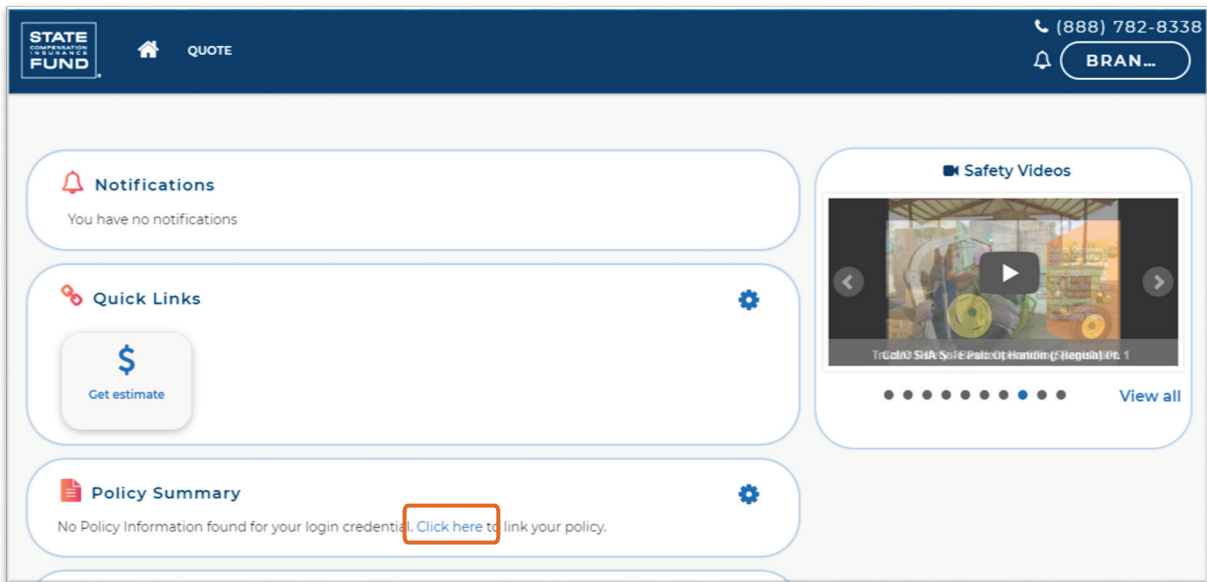 STATE
COMPENSATION
INSURANCE
FUND
QUOTE
(888) 782-8338
BRAN...
Notifications
You have no notifications
Quick Links
$
Get estimate
Policy Summary
No Policy Information found for your login credential. Click here to link your policy.
Safety Videos
View all